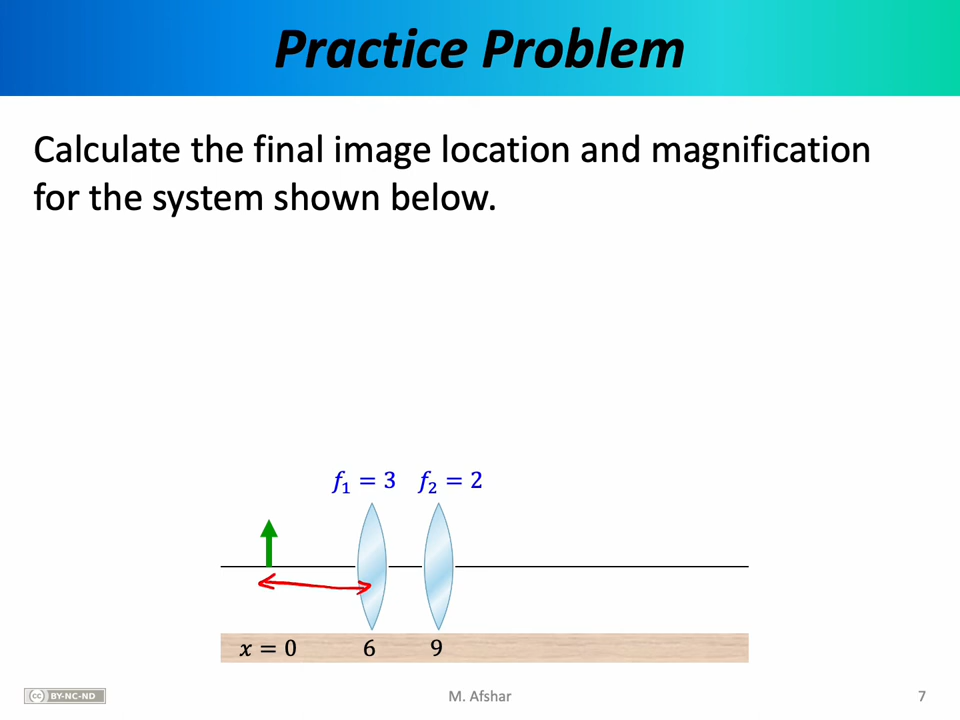 Practice Problem
Calculate the final image location and magnification
for the system shown below.
f₁ = 3 f₂ = 2
x = 0 6 9
CC BY-NC-ND M. Afshar 7